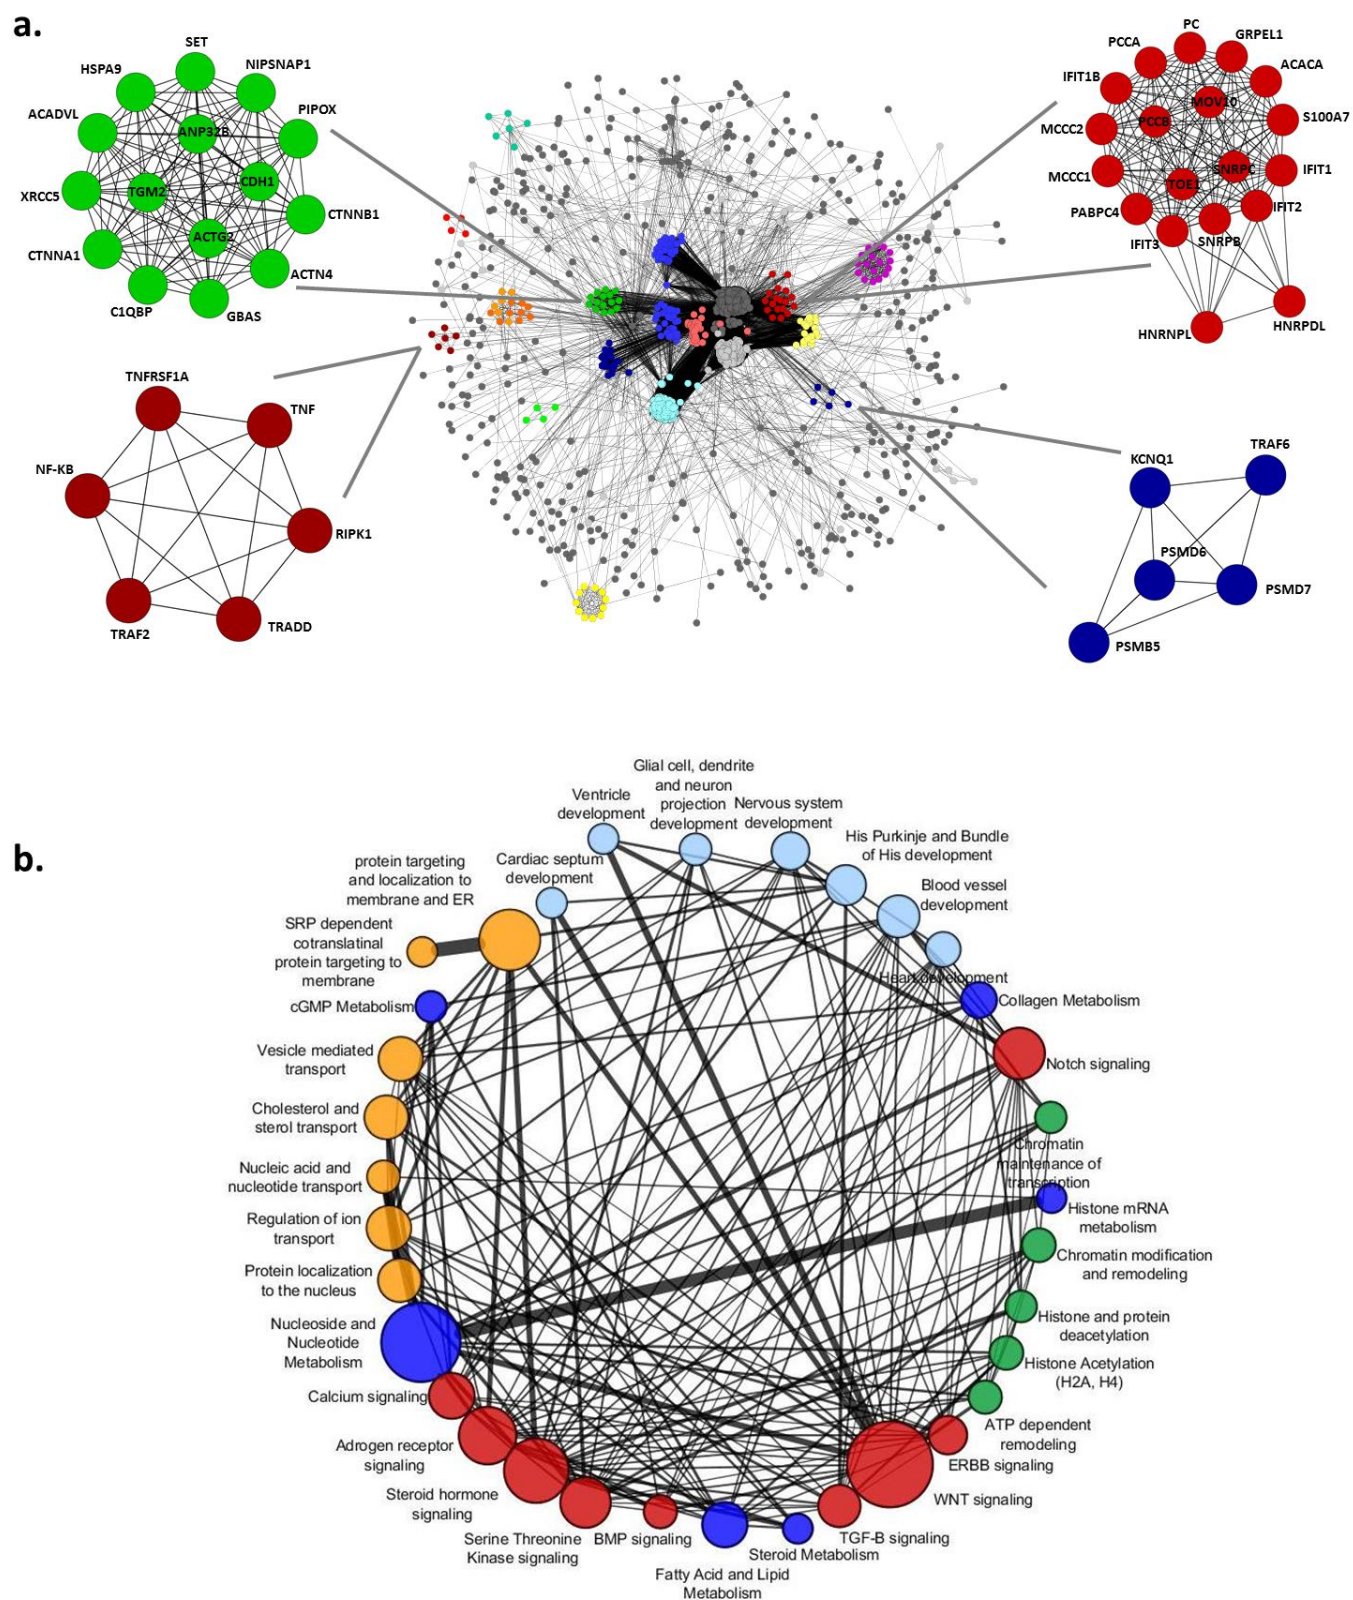 a.
SET
HSPA9
NIPSNAP1
ACADVL
PIPOX
ANP32B
XRCC5
TGM2
CDH1
CTNNB1
CTNNA1
ACTG2
ACTN4
C1QBP
GBAS
PC
PCCA
GRPEL1
IFIT1B
ACACA
MOV10
MCCC2
PCCB
S100A7
MCCC1
SNRPC
IFIT1
TOE1
PABPC4
IFIT2
IFIT3
SNRPB
HNRNPL
HNRPDL
TNFRSF1A
TNF
NF-KB
RIPK1
TRAF2
TRADD
KCNQ1
TRAF6
PSMD6
PSMD7
PSMB5
b.
Glial cell, dendrite
and neuron
projection
development
Ventricle
development
Nervous system
development
His Purkinje and Bundle
of His development
Cardiac septum
development
Blood vessel
development
protein targeting
and localization to
membrane and ER
SRP dependent
cotranslatinal
protein targeting to
membrane
Heart development
cGMP Metabolism
Collagen Metabolism
Vesicle mediated
transport
Notch signaling
Cholesterol and
sterol transport
Chromatin
maintenance of
transcription
Nucleic acid and
nucleotide transport
Histone mRNA
metabolism
Regulation of ion
transport
Chromatin modification
and remodeling
Protein localization
to the nucleus
Histone and protein
deacetylation
Nucleoside and
Nucleotide
Metabolism
Histone Acetylation
(H2A, H4)
Calcium signaling
ATP dependent
remodeling
Adrogen receptor
signaling
ERBB signaling
Steroid hormone
signaling
WNT signaling
Serine Threonine
Kinase signaling
BMP signaling
TGF-B signaling
Steroid Metabolism
Fatty Acid and Lipid
Metabolism